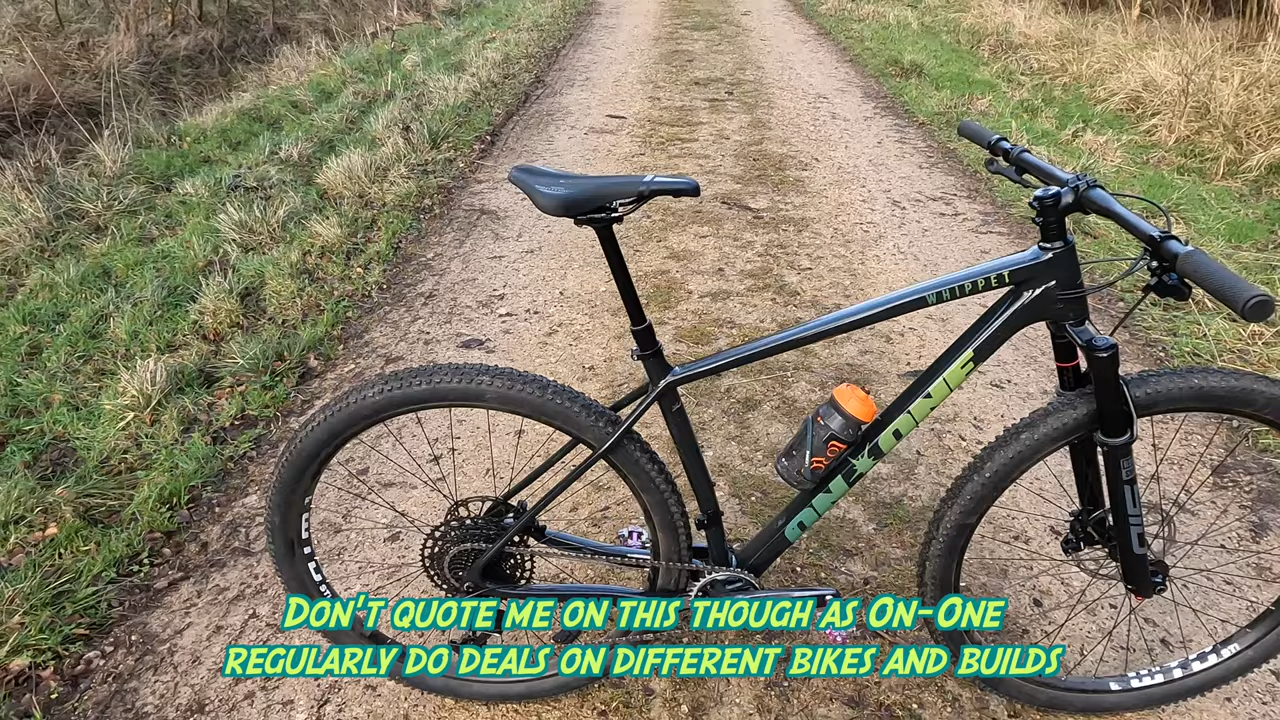 WHIPPET
ON-ONE
DON'T QUOTE ME ON THIS THOUGH AS ON-ONE
REGULARLY DO DEALS ON DIFFERENT BIKES AND BUILDS